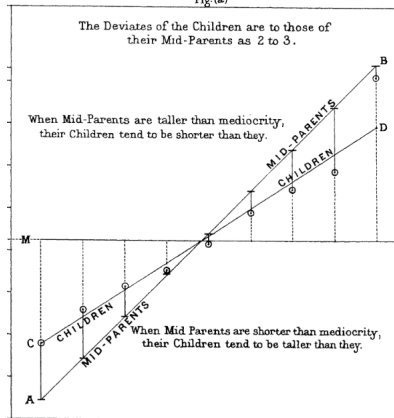 Fig.(a)
The Deviates of the Children are to those of
their Mid-Parents as 2 to 3.
B
MID-PARENTS
D
When Mid-Parents are taller than mediocrity,
their Children tend to be shorter than they.
CHILDREN
M
C
CHILDREN
MID-PARENTS
When Mid Parents are shorter than mediocrity,
their Children tend to be taller than they.
A